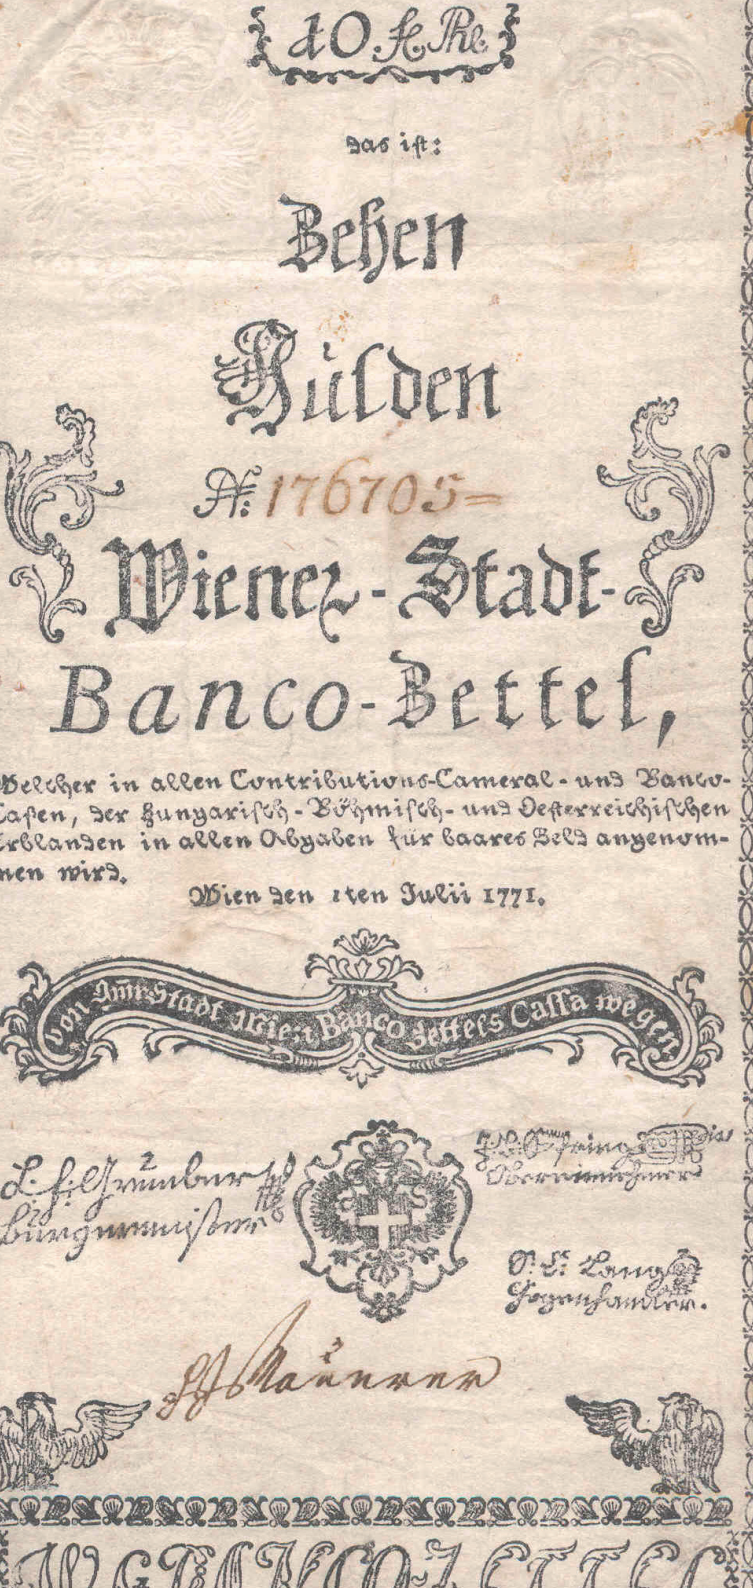 10. fl. Rh.
das ist:
Zehen
Gulden
N: 176705=
Wiener-Stadt-
Banco-Zettel,
Welcher in allen Contributions-Cameral- und Banco-
Cassen, der Hungarisch-Böhmisch- und Oesterreichischen
Erblanden in allen Abgaben für baares Geld angenom-
men wird.
Wien den 1ten Julii 1771.
von Stadt Wien Banco Zettels Cassa wegen
Burgermeister
Obereinnehmer